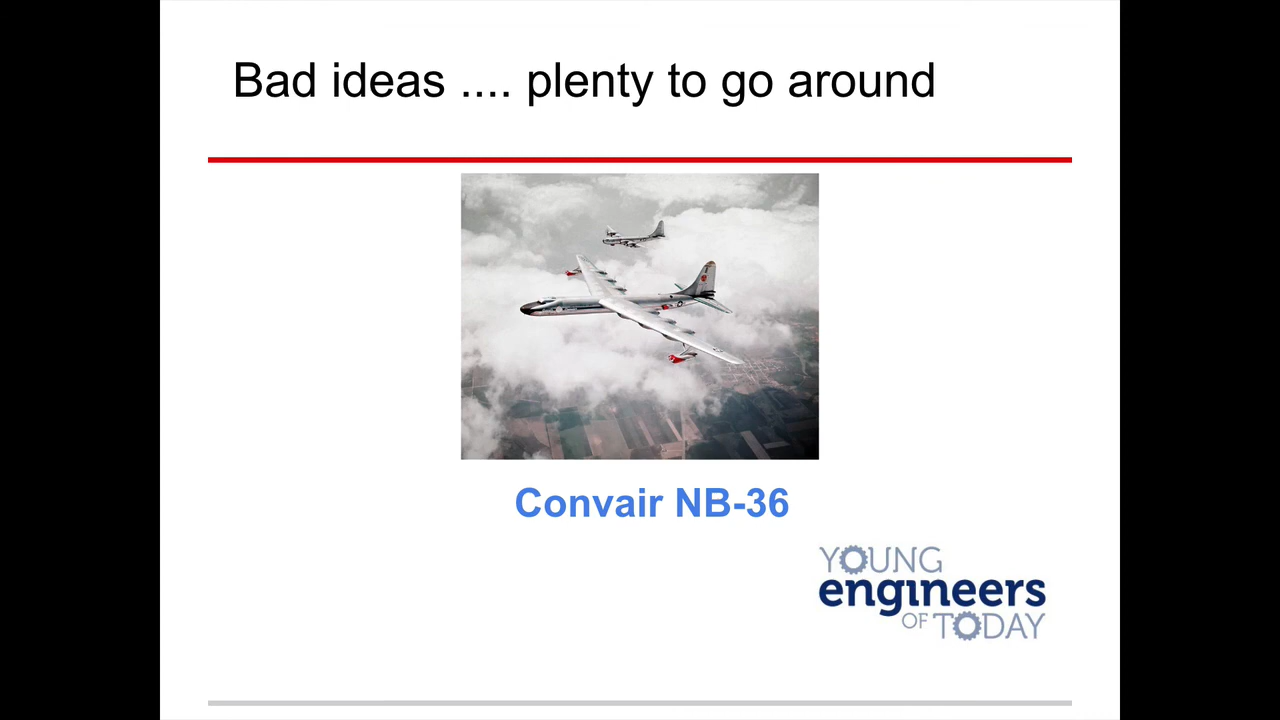 Bad ideas .... plenty to go around
Convair NB-36
YOUNG
engineers
OF TODAY